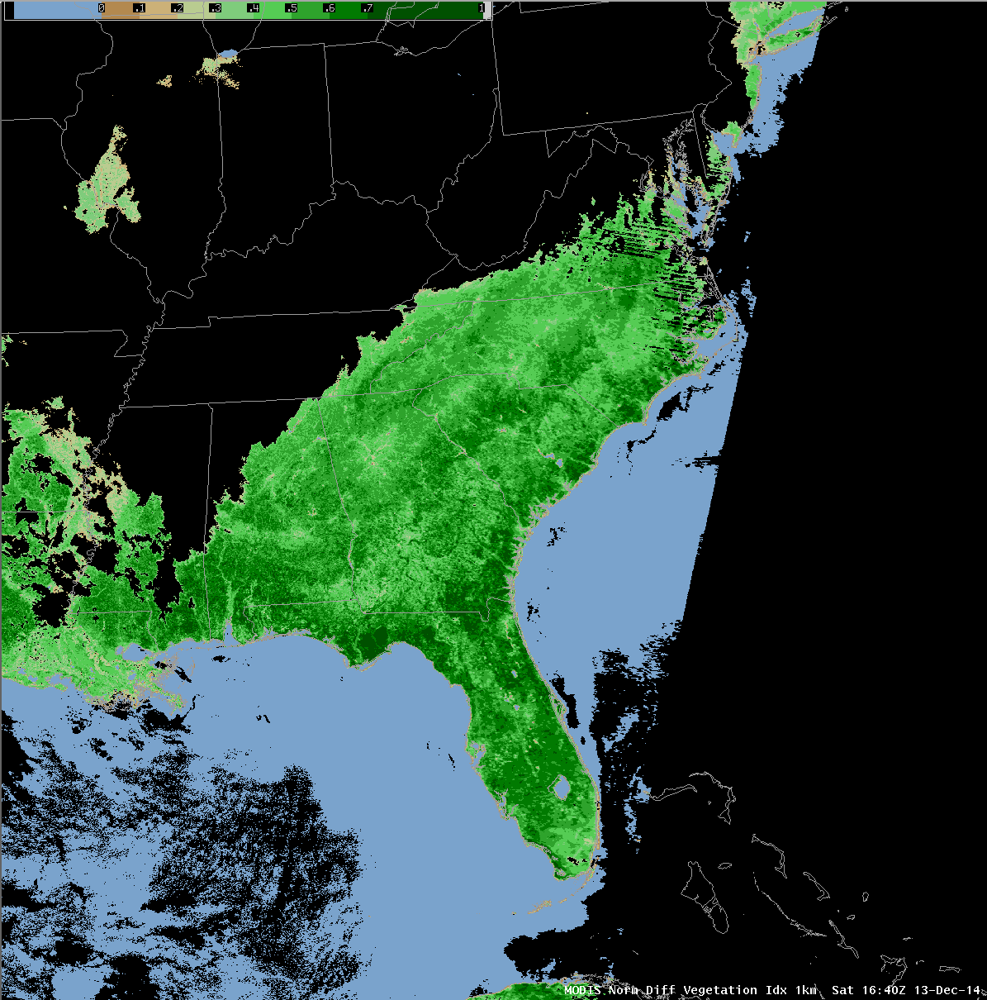 0 .1 .2 .3 .4 .5 .6 .7 1
MODIS Norm Diff Vegetation Idx 1km Sat 16:40Z 13-Dec-14